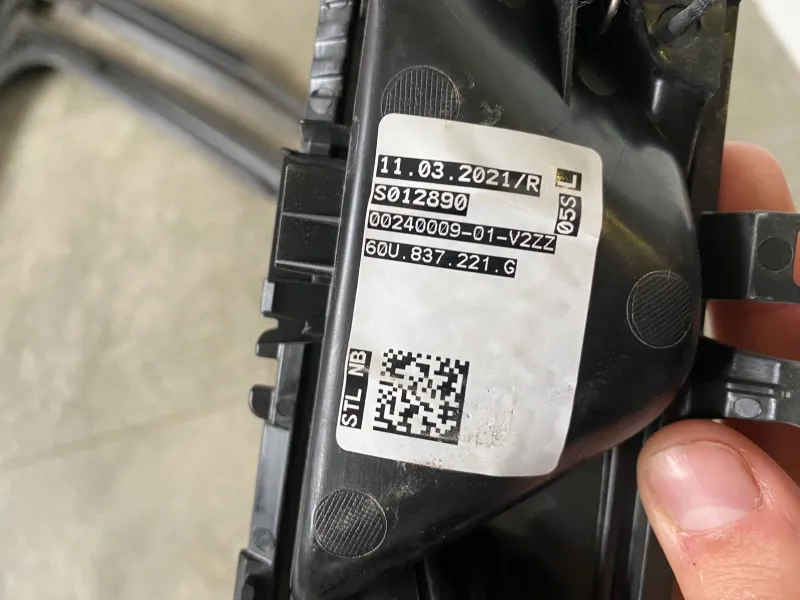 11.03.2021/R
S012890
00240009-01-V2ZZ
60U.837.221.G
05S L
STL NB